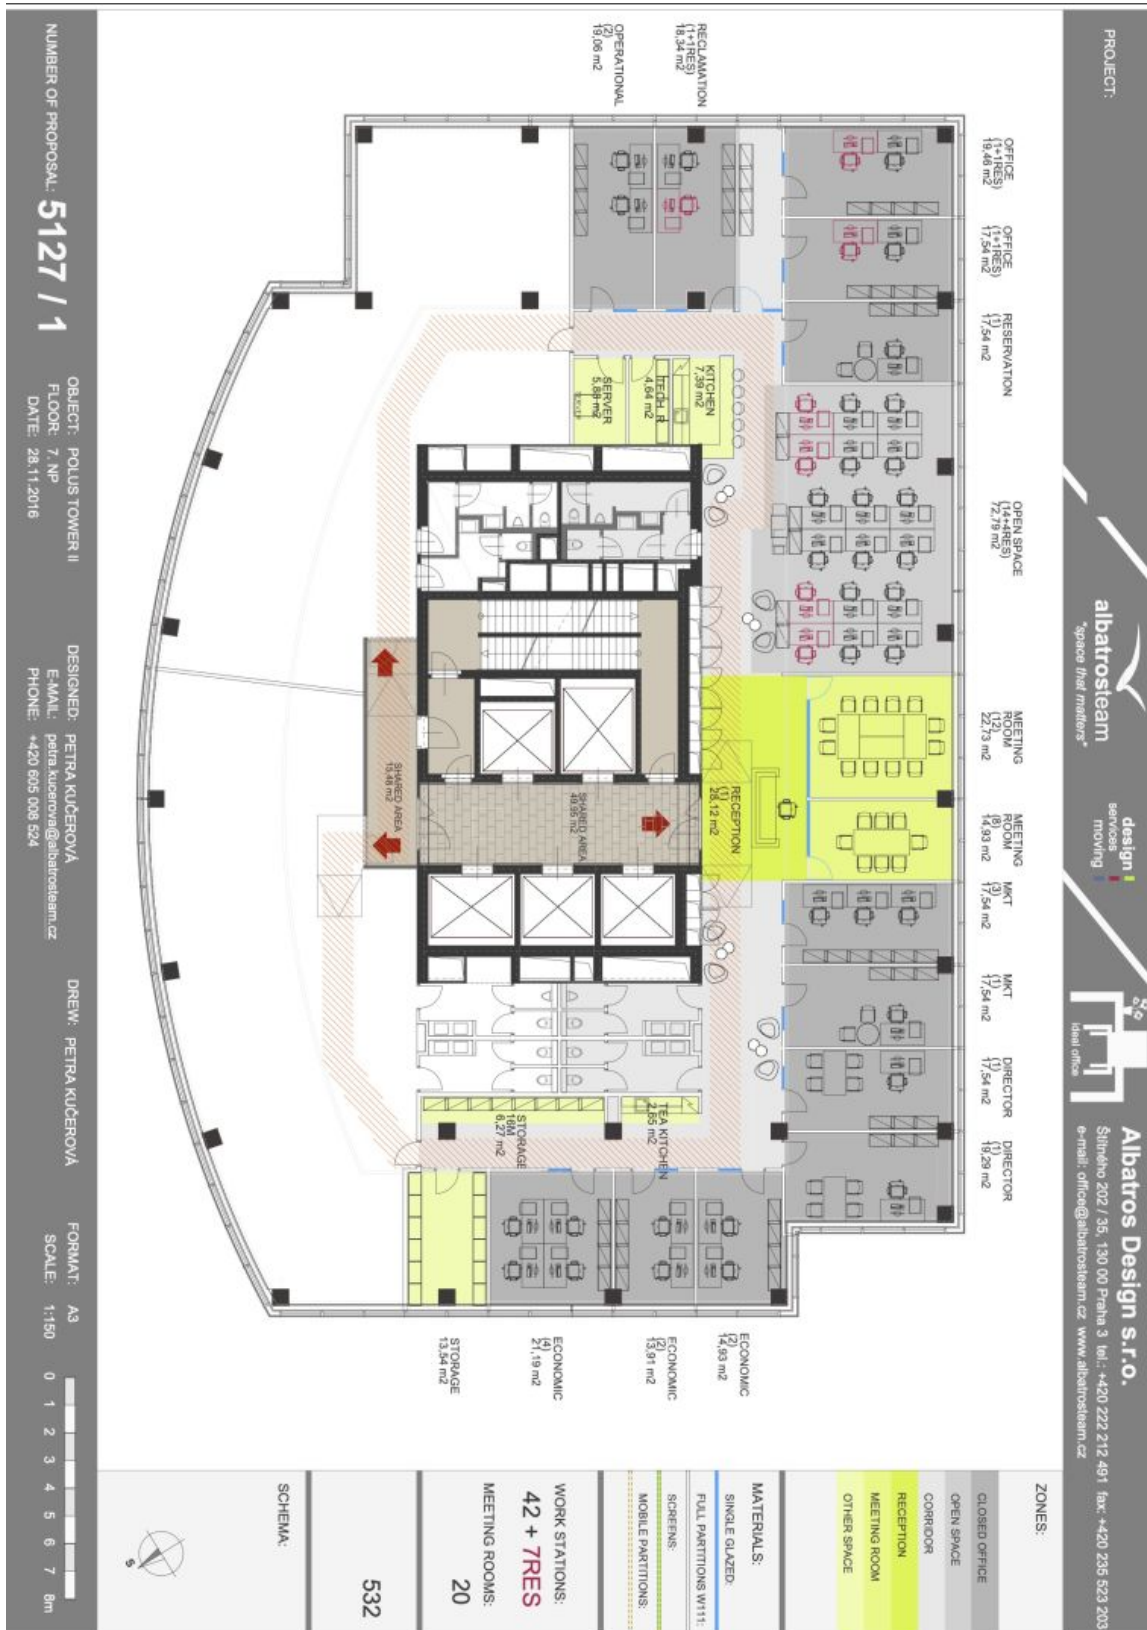 PROJECT:
albatrosteam
"space that matters"
design
services
moving
ideal office
Albatros Design s.r.o.
Štítného 202 / 35, 130 00 Praha 3 tel.: +420 222 212 491 fax: +420 235 523 203
e-mail: office@albatrosteam.cz www.albatrosteam.cz
OFFICE
(1+1RES)
19,46 m2
OFFICE
(1+1RES)
17,54 m2
RESERVATION
(1)
17,54 m2
OPEN SPACE
(14+4RES)
72,79 m2
MEETING
ROOM
(12)
22,73 m2
MEETING
ROOM
(8)
14,93 m2
MKT
(3)
17,54 m2
MKT
(1)
17,54 m2
DIRECTOR
(1)
17,54 m2
DIRECTOR
(1)
19,29 m2
RECLAMATION
(1+1RES)
18,34 m2
OPERATIONAL
(2)
19,06 m2
KITCHEN
7,39 m2
TECH. R
4,64 m2
SERVER
5,88 m2
RECEPTION
(1)
28,12 m2
SHARED AREA
49,95 m2
SHARED AREA
15,48 m2
TEA KITCHEN
2,65 m2
STORAGE
16M
6,27 m2
ECONOMIC
(2)
14,93 m2
ECONOMIC
(2)
13,91 m2
ECONOMIC
(4)
21,19 m2
STORAGE
13,54 m2
ZONES:
CLOSED OFFICE
OPEN SPACE
CORRIDOR
RECEPTION
MEETING ROOM
OTHER SPACE
MATERIALS:
SINGLE GLAZED:
FULL PARTITIONS W111:
SCREENS:
MOBILE PARTITIONS:
WORK STATIONS:
42 + 7RES
MEETING ROOMS:
20
532
SCHEMA:
S
NUMBER OF PROPOSAL: 5127 / 1
OBJECT: POLUS TOWER II
FLOOR: 7. NP
DATE: 28.11.2016
DESIGNED: PETRA KUČEROVÁ
E-MAIL: petra.kucerova@albatrosteam.cz
PHONE: +420 605 008 524
DREW: PETRA KUČEROVÁ
FORMAT: A3
SCALE: 1:150
0 1 2 3 4 5 6 7 8m